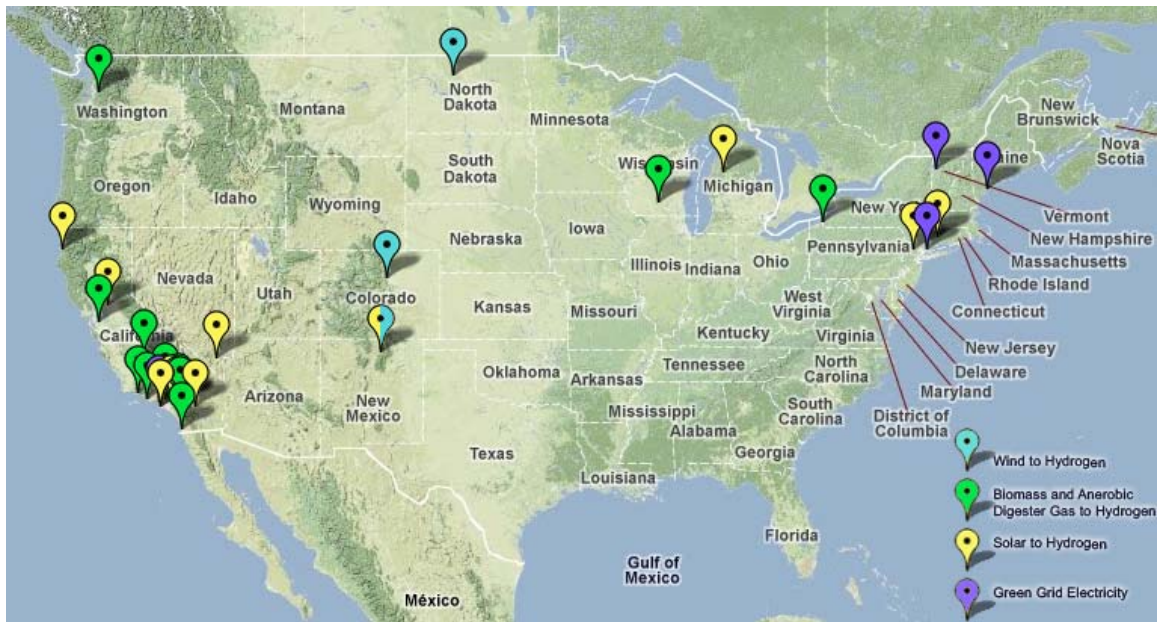 New
Brunswick
North
Dakota
Washington
Montana
Minnesota
Nova
Scotia
Wisconsin
South
Dakota
Michigan
Oregon
Idaho
Wyoming
New York
Vermont
Nebraska
Iowa
Pennsylvania
New Hampshire
Massachusetts
Nevada
Illinois
Indiana
Ohio
Rhode Island
Utah
Colorado
Kansas
Missouri
West
Virginia
Connecticut
California
Kentucky
Virginia
New Jersey
Oklahoma
Arkansas
Tennessee
North
Carolina
Delaware
Maryland
Arizona
New
Mexico
Mississippi
South
Carolina
District of
Columbia
Alabama
Texas
Georgia
Louisiana
Florida
Gulf of
Mexico
México
Wind to Hydrogen
Biomass and Anerobic
Digester Gas to Hydrogen
Solar to Hydrogen
Green Grid Electricity